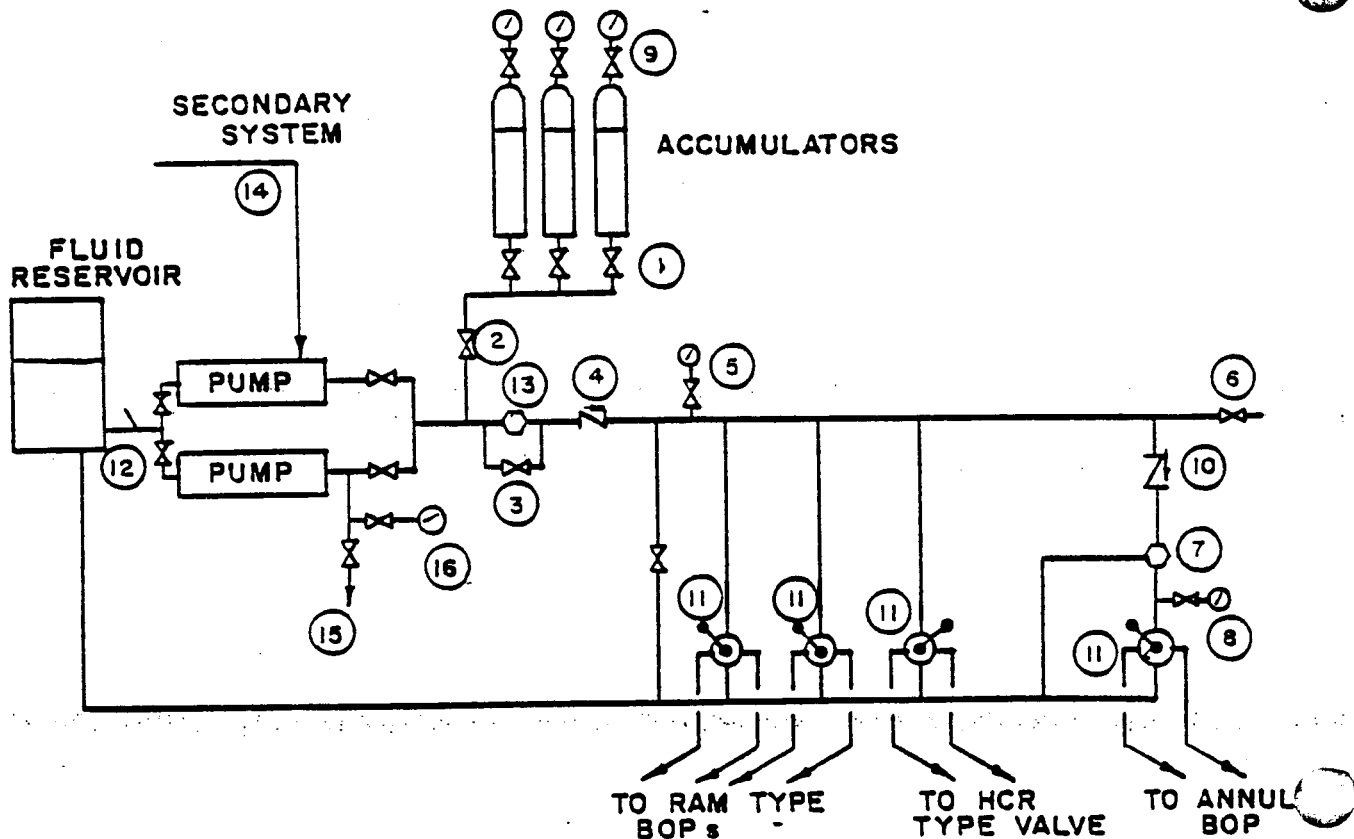 9
SECONDARY
SYSTEM
ACCUMULATORS
14
FLUID
RESERVOIR
1
2
13
4
5
6
PUMP
12
PUMP
3
10
16
7
15
11
11
11
11
8
TO RAM TYPE
BOPs -
TO HCR
TYPE VALVE
TO ANNUL
BOP